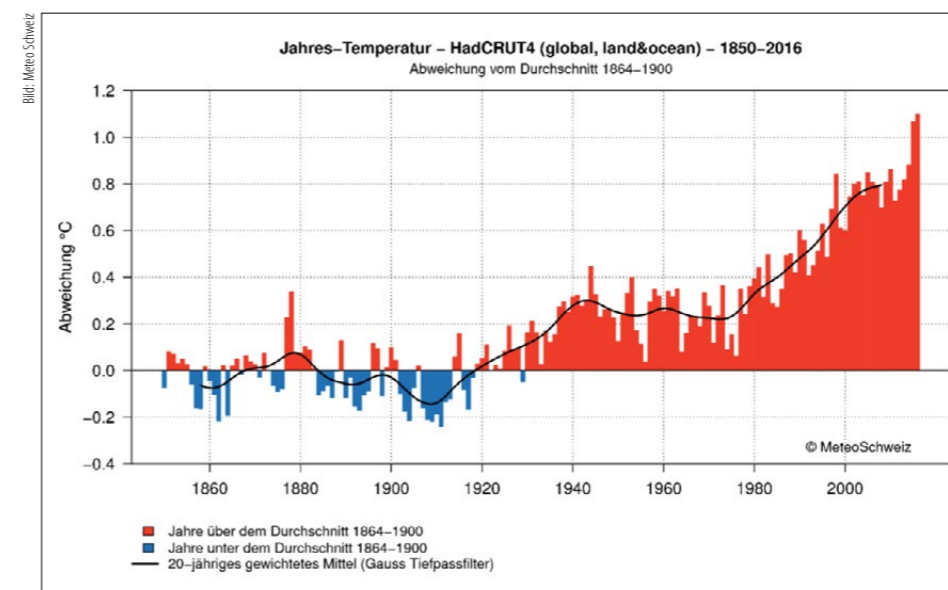 Bild: Meteo Schweiz
Jahres-Temperatur - HadCRUT4 (global, land&ocean) - 1850-2016
Abweichung vom Durchschnitt 1864-1900
Abweichung °C
1.2
1.0
0.8
0.6
0.4
0.2
0.0
-0.2
-0.4
© MeteoSchweiz
1860 1880 1900 1920 1940 1960 1980 2000
Jahre über dem Durchschnitt 1864-1900
Jahre unter dem Durchschnitt 1864-1900
20-jähriges gewichtetes Mittel (Gauss Tiefpassfilter)